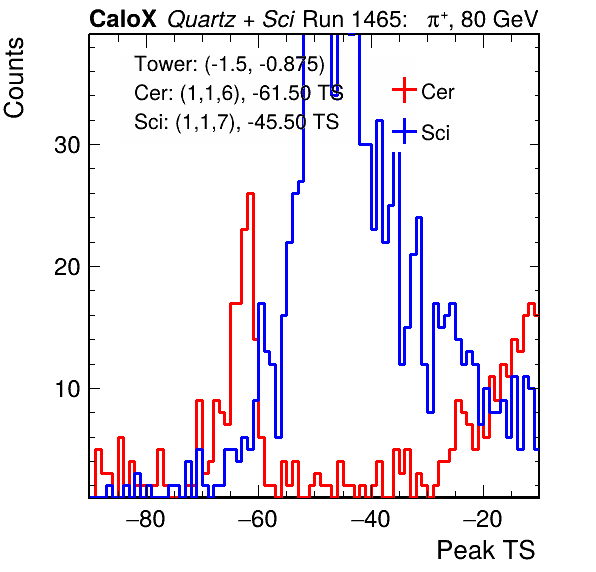 CaloX Quartz + Sci Run 1465: π⁺, 80 GeV
Counts
Tower: (-1.5, -0.875)
Cer: (1,1,6), -61.50 TS
Sci: (1,1,7), -45.50 TS
Cer
Sci
30
20
10
−80 −60 −40 −20
Peak TS